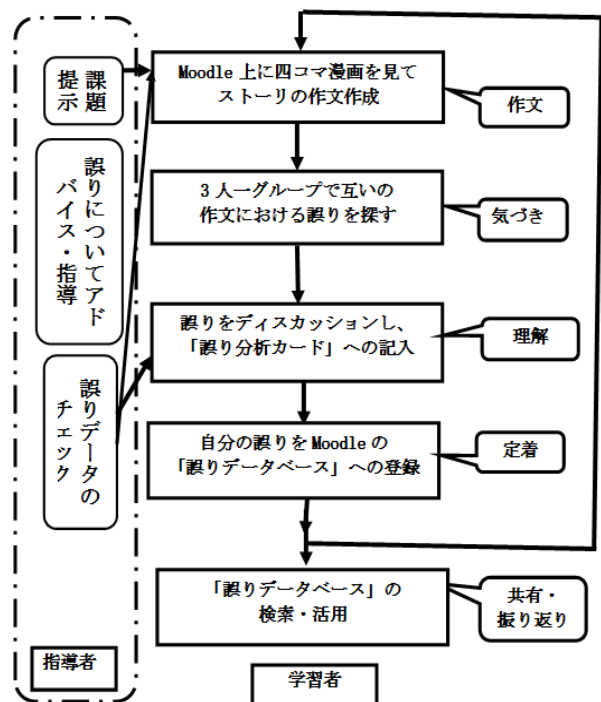 課題
提示
誤りについてアド
バイス・指導
誤りデータの
チェック
指導者
Moodle 上に四コマ漫画を見て
ストーリの作文作成
作文
3 人一グループで互いの
作文における誤りを探す
気づき
誤りをディスカッションし、
「誤り分析カード」への記入
理解
自分の誤りを Moodle の
「誤りデータベース」への登録
定着
「誤りデータベース」の
検索・活用
共有・
振り返り
学習者